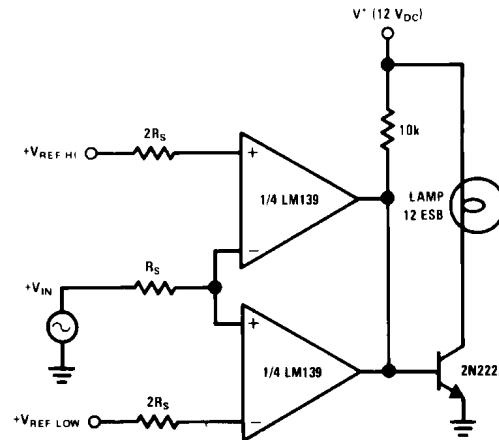 V+ (12 VDC)
2RS
+VREF HI
+
10k
1/4 LM139
LAMP
12 ESB
−
RS
+VIN
+
1/4 LM139
2N222
2RS
−
+VREF LOW